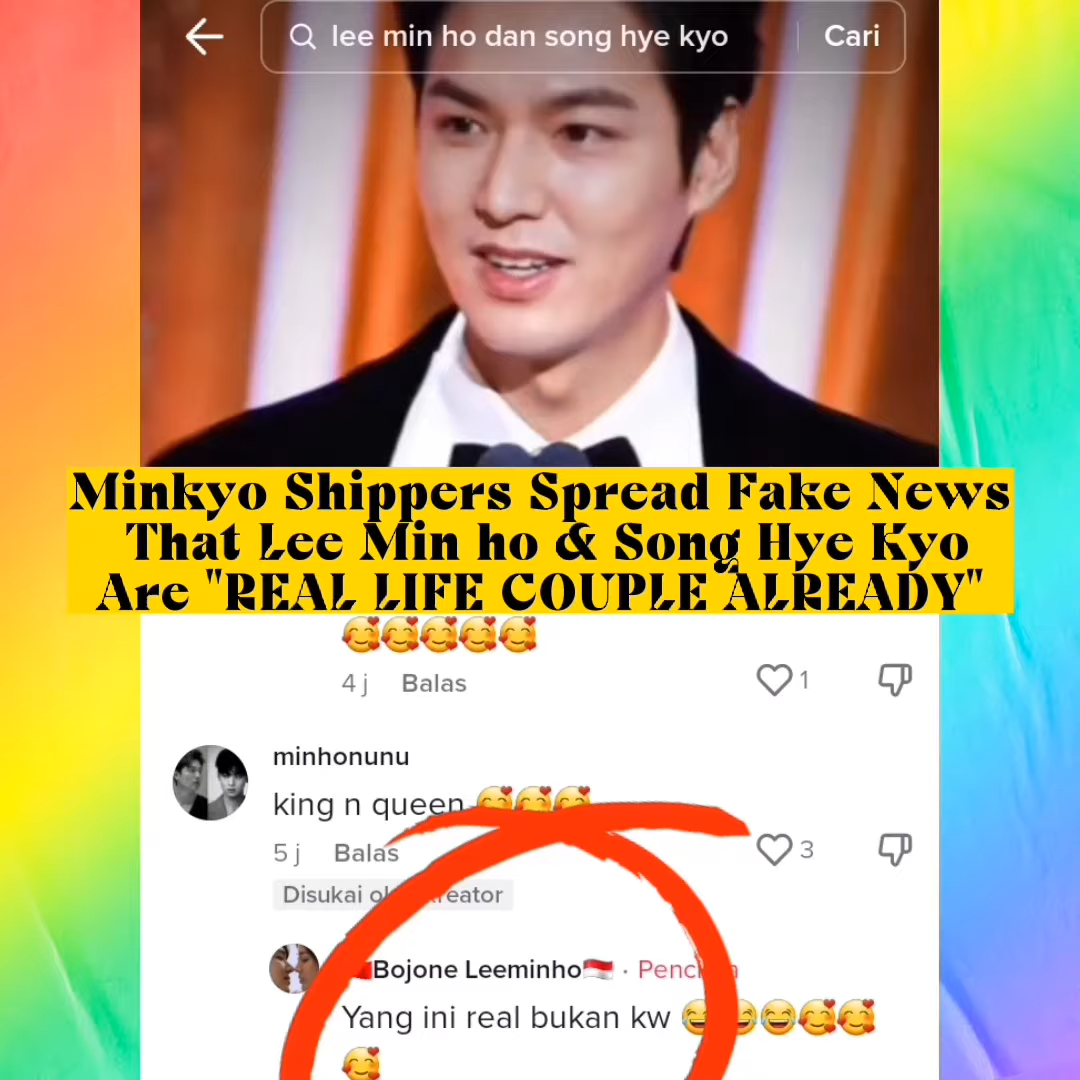 lee min ho dan song hye kyo Cari
Minkyo Shippers Spread Fake News
That Lee Min ho & Song Hye Kyo
Are "REAL LIFE COUPLE ALREADY"
🥰🥰🥰🥰🥰
4 j Balas 1
minhonunu
king n queen 🥰🥰🥰
5 j Balas 3
Disukai
Bojone Leeminho🇮🇩 ·
Yang ini real bukan kw 😂😂😂🥰🥰
🥰